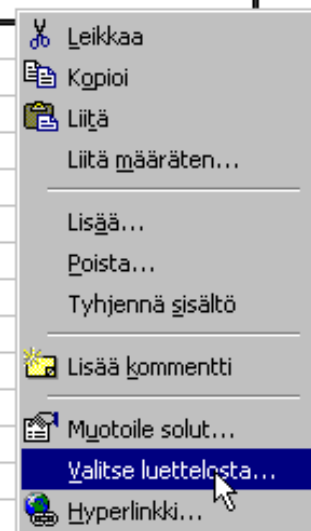 Leikkaa
Kopioi
Liitä
Liitä määräten...
Lisää...
Poista...
Tyhjennä sisältö
Lisää kommentti
Muotoile solut...
Valitse luettelosta...
Hyperlinkki...